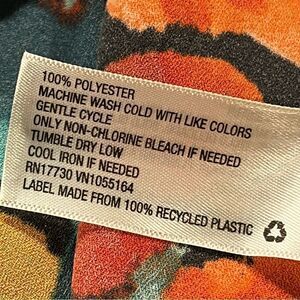 100% POLYESTER
MACHINE WASH COLD WITH LIKE COLORS
GENTLE CYCLE
ONLY NON-CHLORINE BLEACH IF NEEDED
TUMBLE DRY LOW
COOL IRON IF NEEDED
RN17730 VN1055164
LABEL MADE FROM 100% RECYCLED PLASTIC